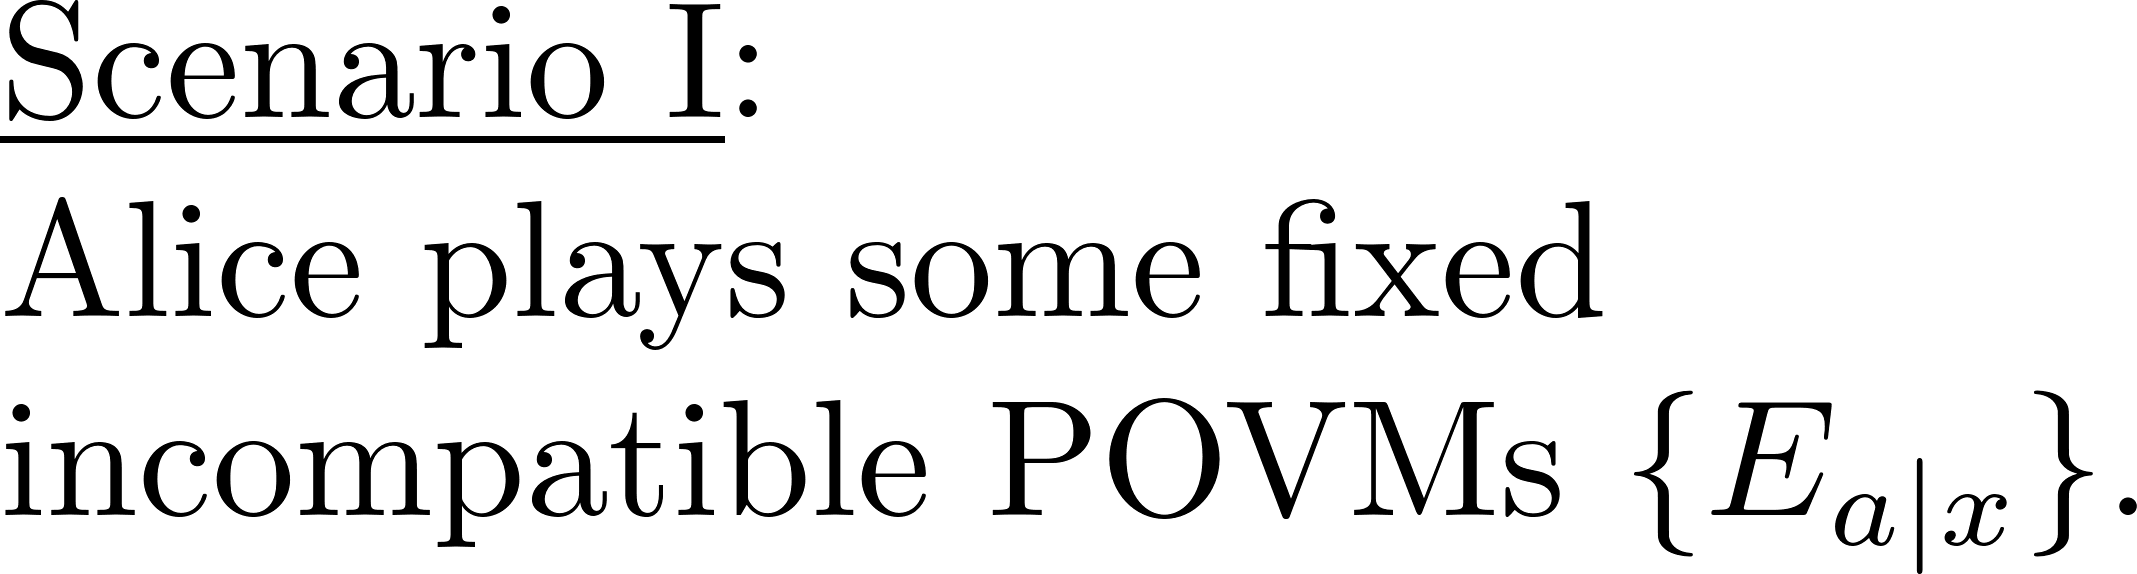 Scenario I:
Alice plays some fixed
incompatible POVMs {E_{a|x}}.